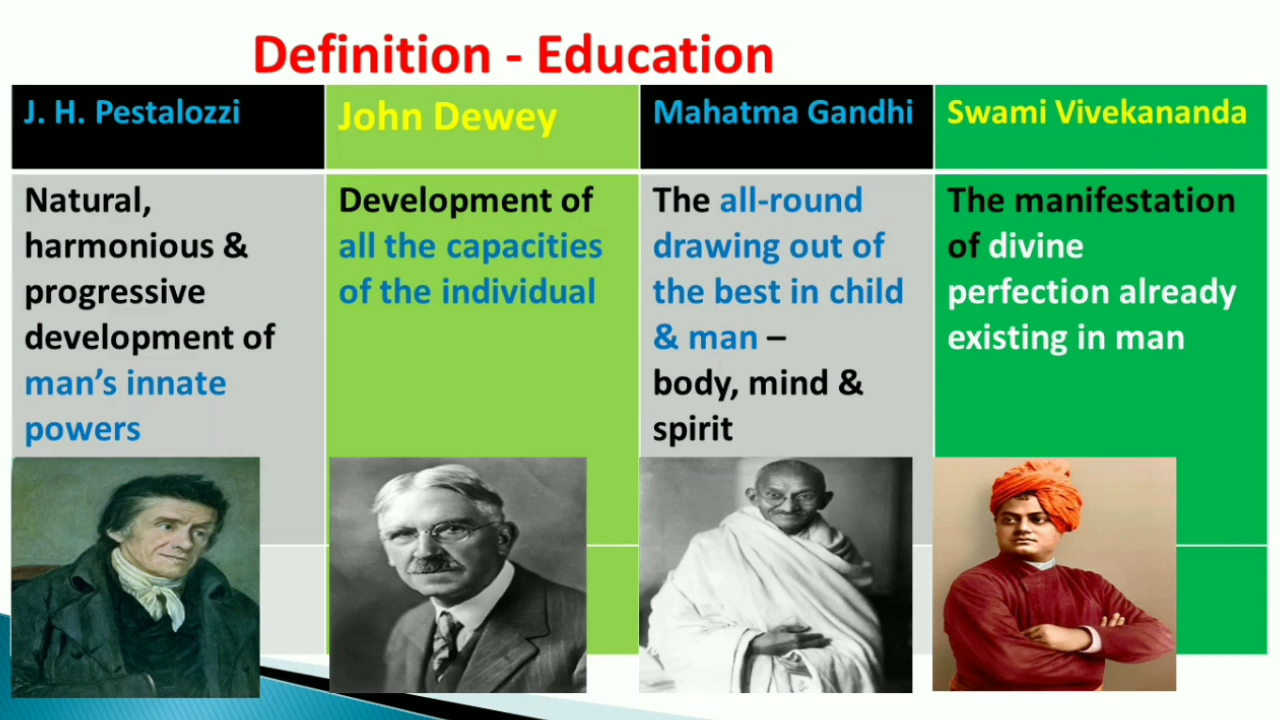 Definition - Education
J. H. Pestalozzi
John Dewey
Mahatma Gandhi
Swami Vivekananda
Natural,
harmonious &
progressive
development of
man’s innate
powers
Development of
all the capacities
of the individual
The all-round
drawing out of
the best in child
& man –
body, mind &
spirit
The manifestation
of divine
perfection already
existing in man